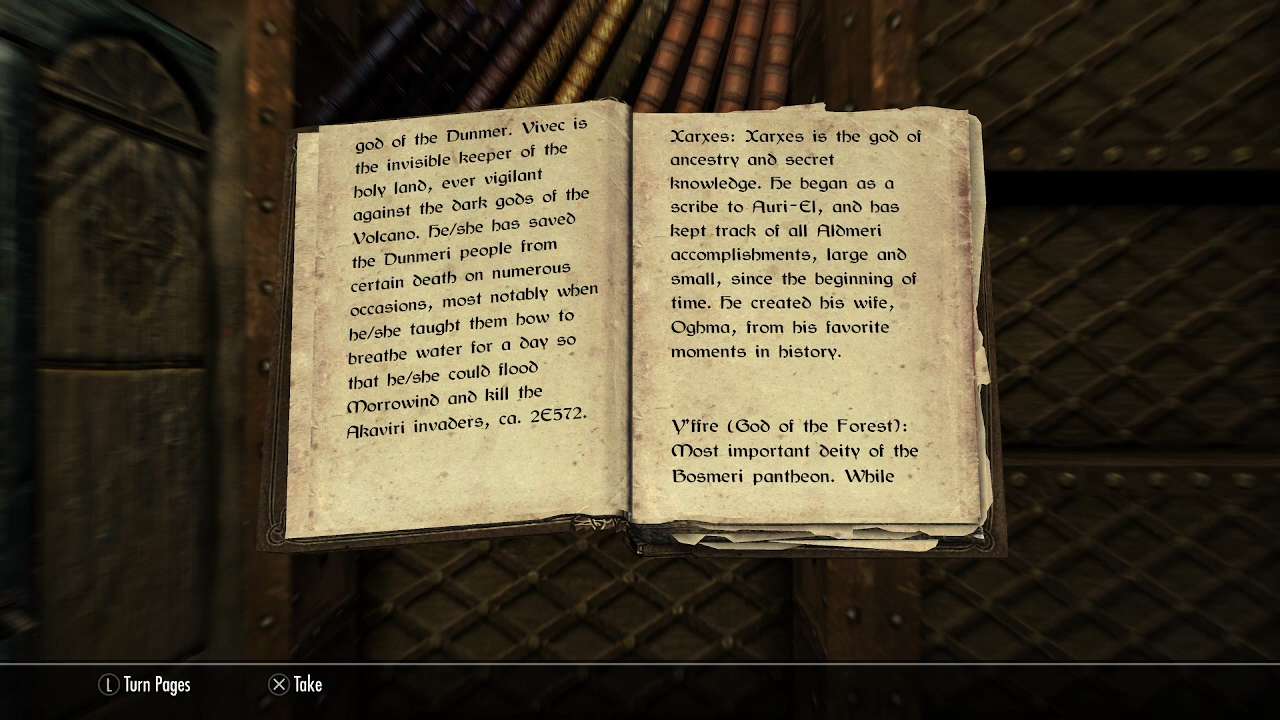 god of the Dunmer. Vivec is
the invisible keeper of the
holy land, ever vigilant
against the dark gods of the
Volcano. He/she has saved
the Dunmeri people from
certain death on numerous
occasions, most notably when
he/she taught them how to
breathe water for a day so
that he/she could flood
Morrowind and kill the
Akaviri invaders, ca. 2E572.
Xarxes: Xarxes is the god of
ancestry and secret
knowledge. He began as a
scribe to Auri-El, and has
kept track of all Aldmeri
accomplishments, large and
small, since the beginning of
time. He created his wife,
Oghma, from his favorite
moments in history.
Y'ffre (God of the Forest):
Most important deity of the
Bosmeri pantheon. While
L Turn Pages
X Take